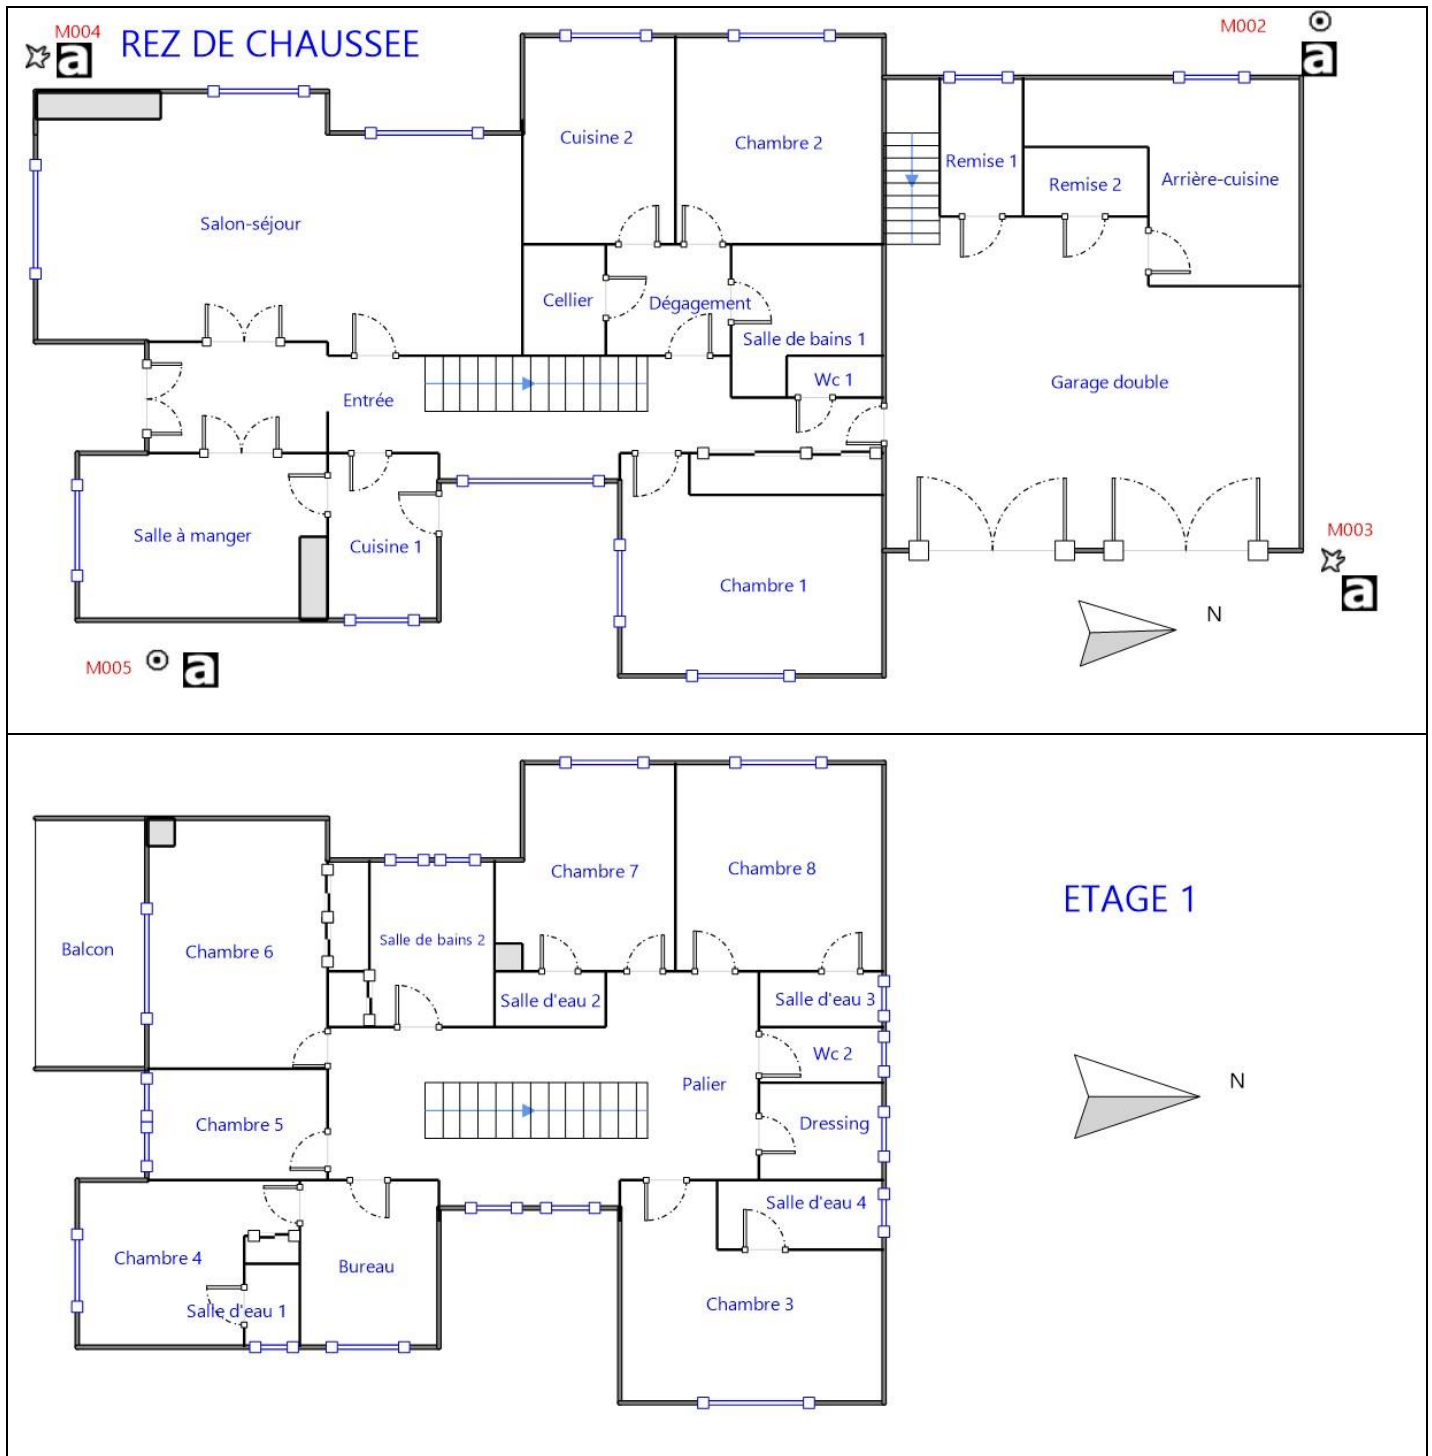 M004
a
REZ DE CHAUSSEE
M002
a
Cuisine 2
Chambre 2
Remise 1
Remise 2
Arrière-cuisine
Salon-séjour
Cellier
Dégagement
Salle de bains 1
Wc 1
Garage double
Entrée
Salle à manger
Cuisine 1
Chambre 1
M003
a
N
M005
a
ETAGE 1
Chambre 7
Chambre 8
Balcon
Chambre 6
Salle de bains 2
Salle d'eau 2
Salle d'eau 3
Wc 2
Palier
N
Chambre 5
Dressing
Salle d'eau 4
Chambre 4
Bureau
Salle d'eau 1
Chambre 3